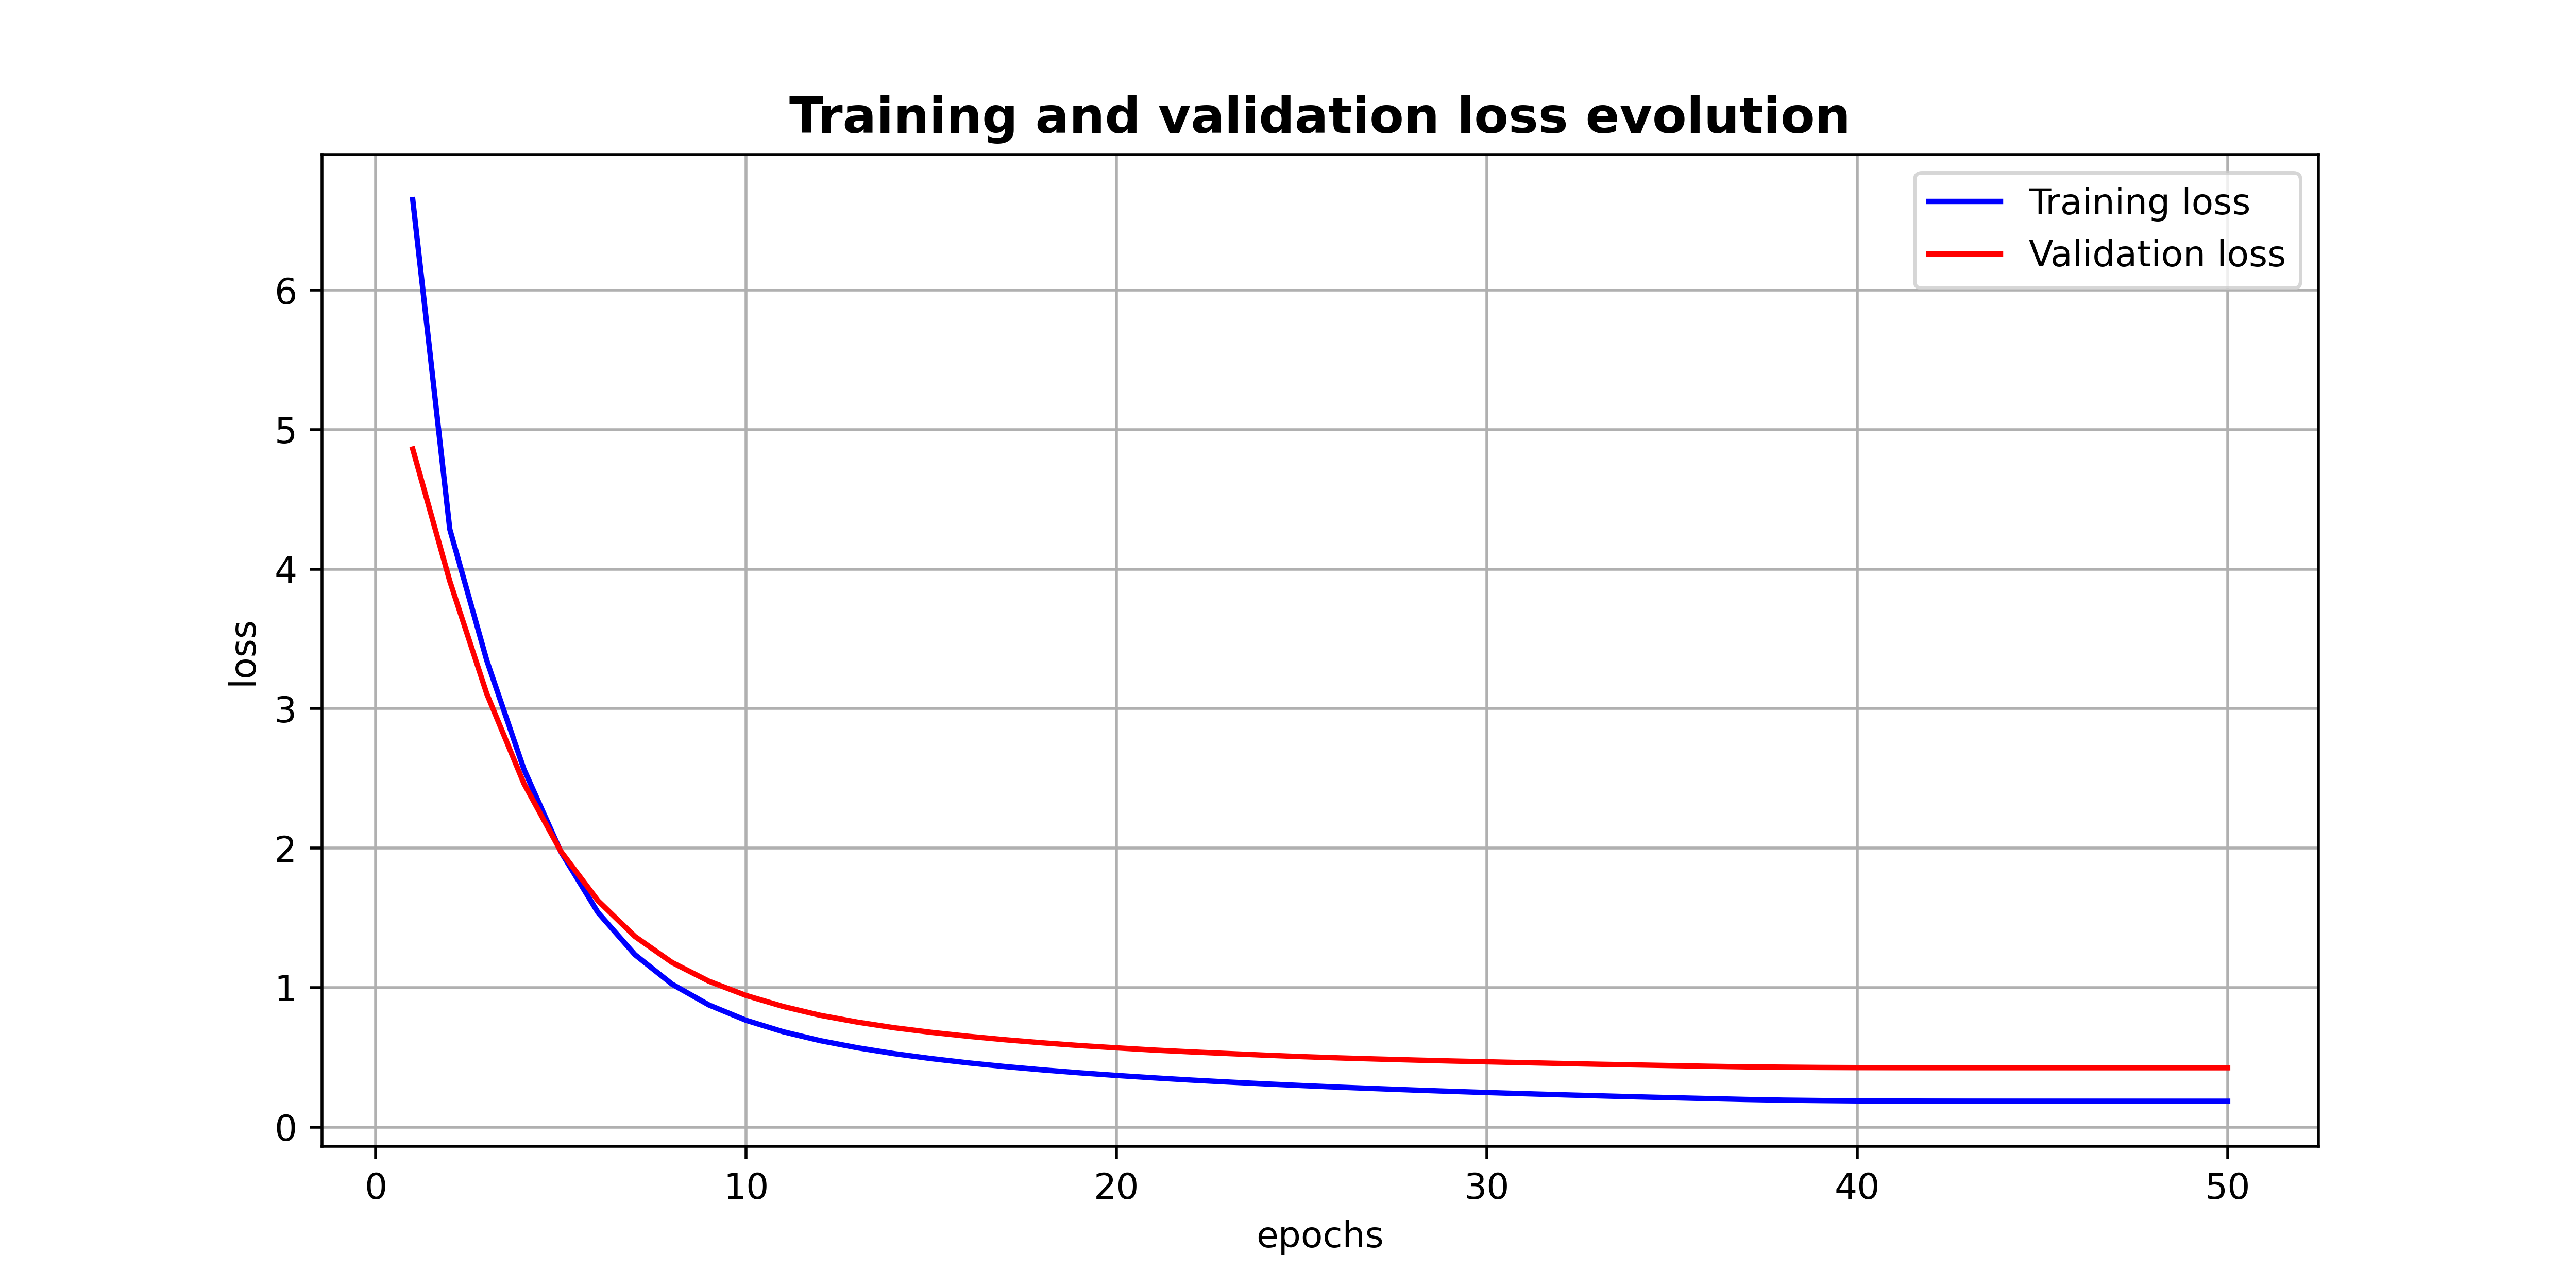 Training and validation loss evolution
Training loss
Validation loss
6
5
4
3
2
1
0
loss
0 10 20 30 40 50
epochs